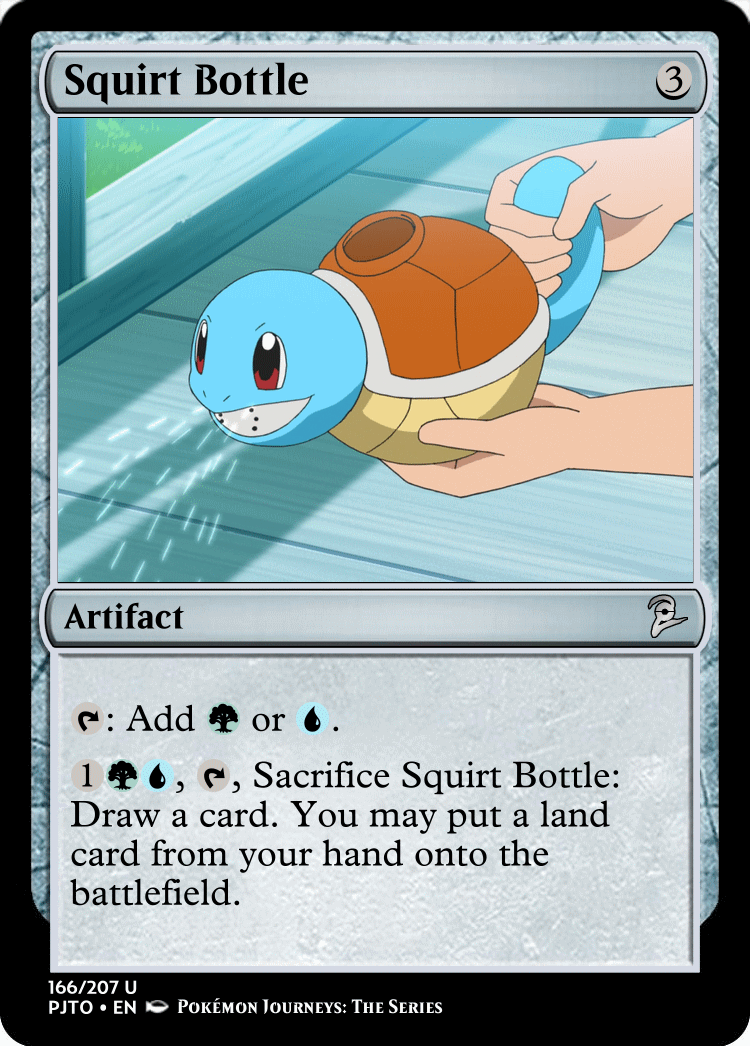 Squirt Bottle 3
Artifact
: Add or .
1 , , Sacrifice Squirt Bottle:
Draw a card. You may put a land
card from your hand onto the
battlefield.
166/207 U
PJTO • EN Pokémon Journeys: The Series